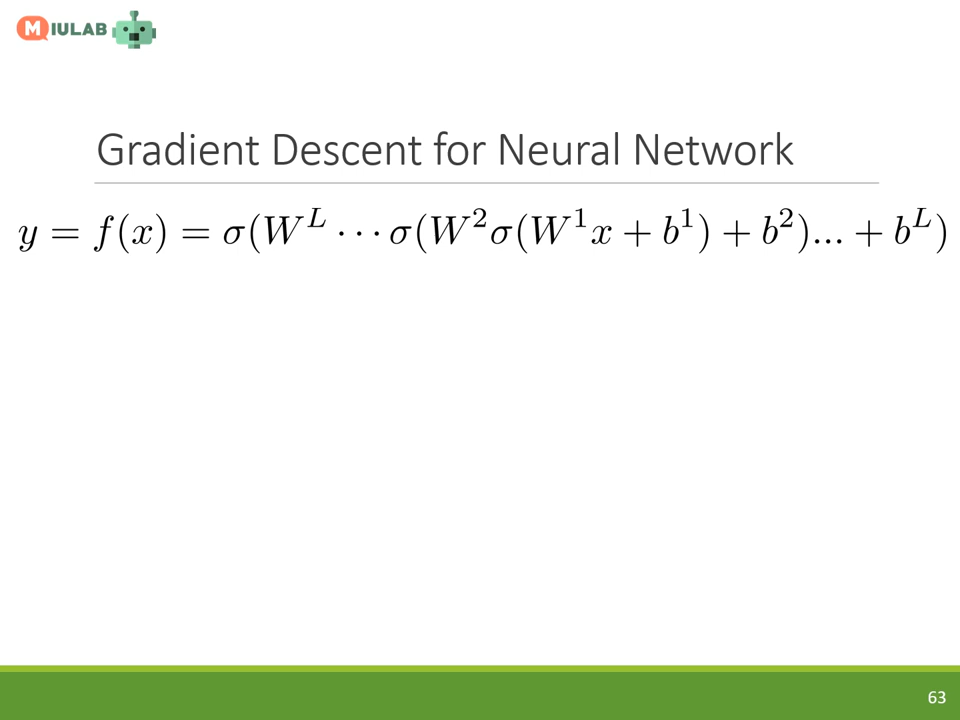 MIULAB
Gradient Descent for Neural Network
y = f(x) = σ(W^L ··· σ(W^2σ(W^1x + b^1) + b^2)... + b^L)
63